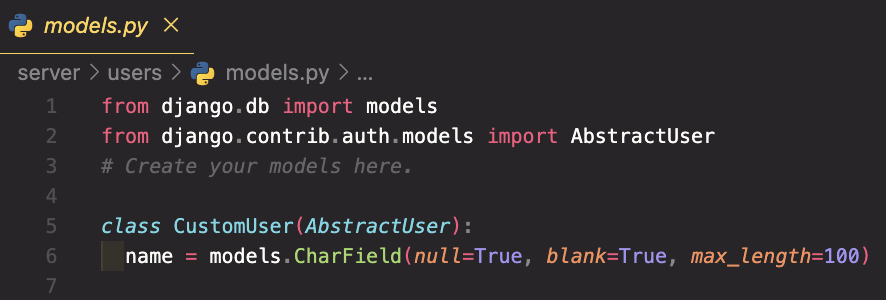 models.py ×
server > users > models.py > ...
1 from django.db import models
2 from django.contrib.auth.models import AbstractUser
3 # Create your models here.
4
5 class CustomUser(AbstractUser):
6   name = models.CharField(null=True, blank=True, max_length=100)
7